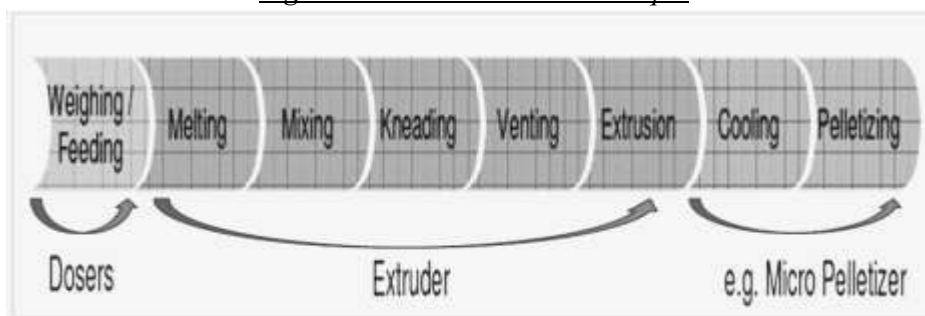 Weighing /
Feeding
Melting
Mixing
Kneading
Venting
Extrusion
Cooling
Pelletizing
Dosers
Extruder
e.g. Micro Pelletizer